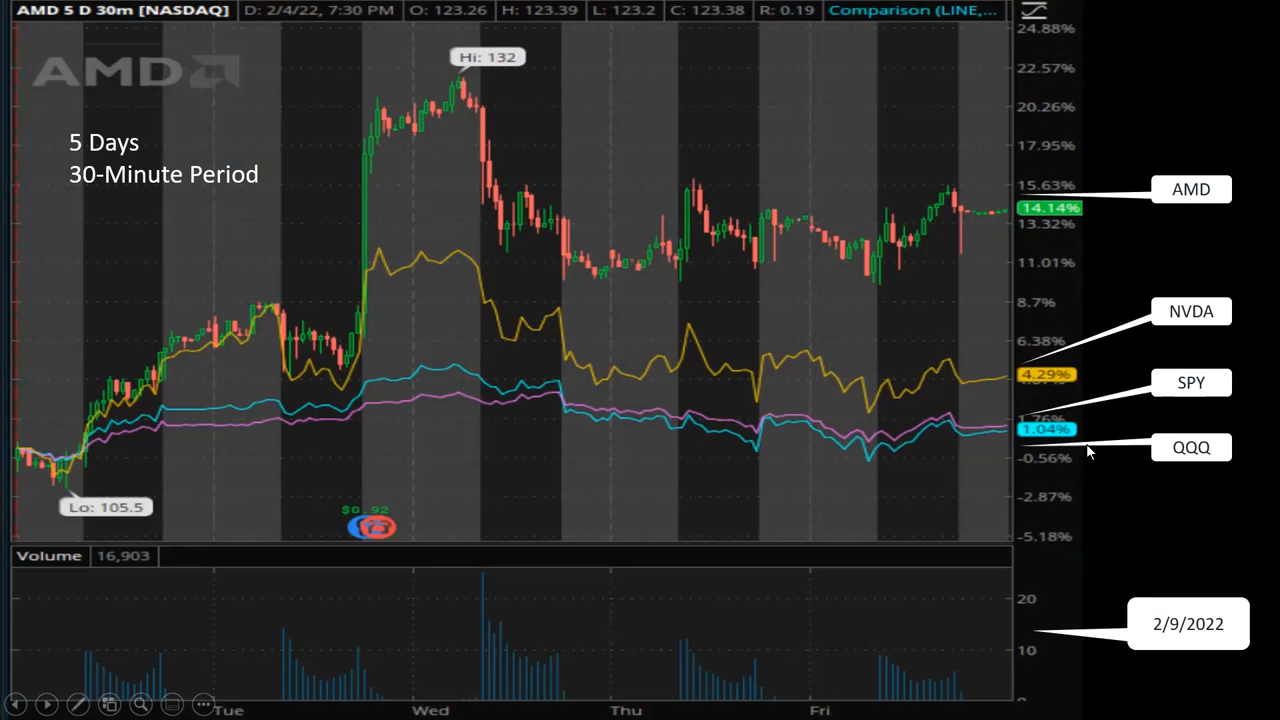 AMD 5 D 30m [NASDAQ] D: 2/4/22, 7:30 PM O: 123.26 H: 123.39 L: 123.2 C: 123.38 R: 0.19 Comparison (LINE,...
24.88%
AMD
Hi: 132
22.57%
20.26%
5 Days
17.95%
30-Minute Period
15.63%
AMD
14.14%
13.32%
11.01%
8.7%
NVDA
6.38%
4.29%
SPY
1.04%
QQQ
-0.56%
-2.87%
Lo: 105.5
$0.92
-5.18%
Volume 16,903
20
2/9/2022
10
0
Tue Wed Thu Fri